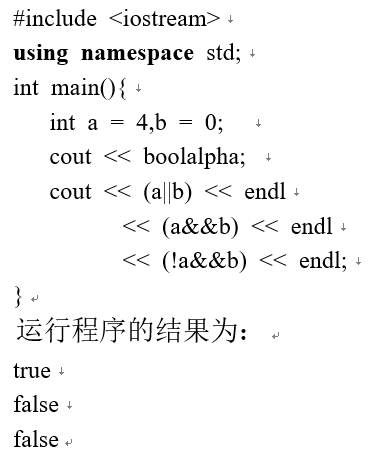 #include <iostream>
using namespace std;
int main(){
int a = 4,b = 0;
cout << boolalpha;
cout << (a||b) << endl
<< (a&&b) << endl
<< (!a&&b) << endl;
}
运行程序的结果为：
true
false
false